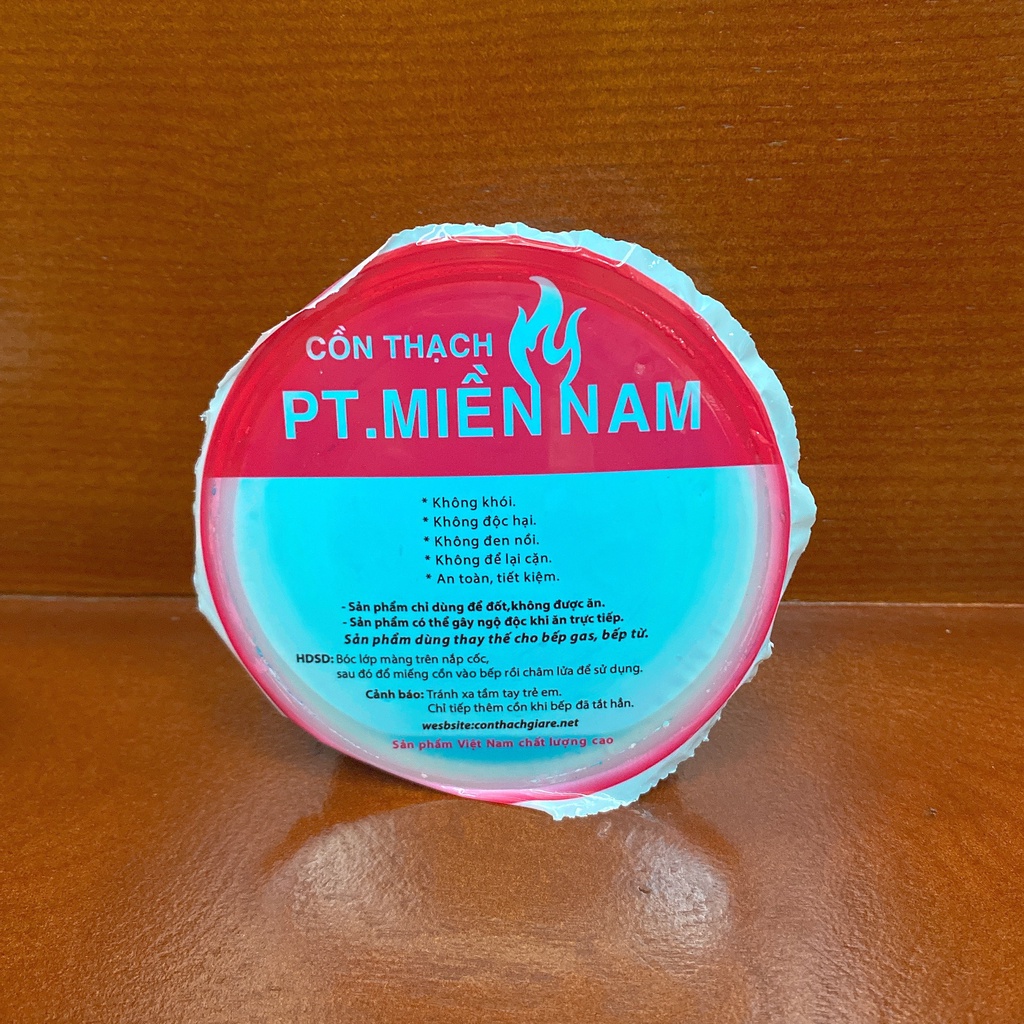 CỒN THẠCH
PT.MIỀN NAM
* Không khói.
* Không độc hại.
* Không đen nồi.
* Không để lại cặn.
* An toàn, tiết kiệm.
- Sản phẩm chỉ dùng để đốt,không được ăn.
- Sản phẩm có thể gây ngộ độc khi ăn trực tiếp.
Sản phẩm dùng thay thế cho bếp gas, bếp từ.
HDSD: Bóc lớp màng trên nắp cốc,
sau đó đổ miếng cồn vào bếp rồi châm lửa để sử dụng.
Cảnh báo: Tránh xa tầm tay trẻ em.
Chỉ tiếp thêm cồn khi bếp đã tắt hẳn.
wesbsite:conthachgiare.net
Sản phẩm Việt Nam chất lượng cao